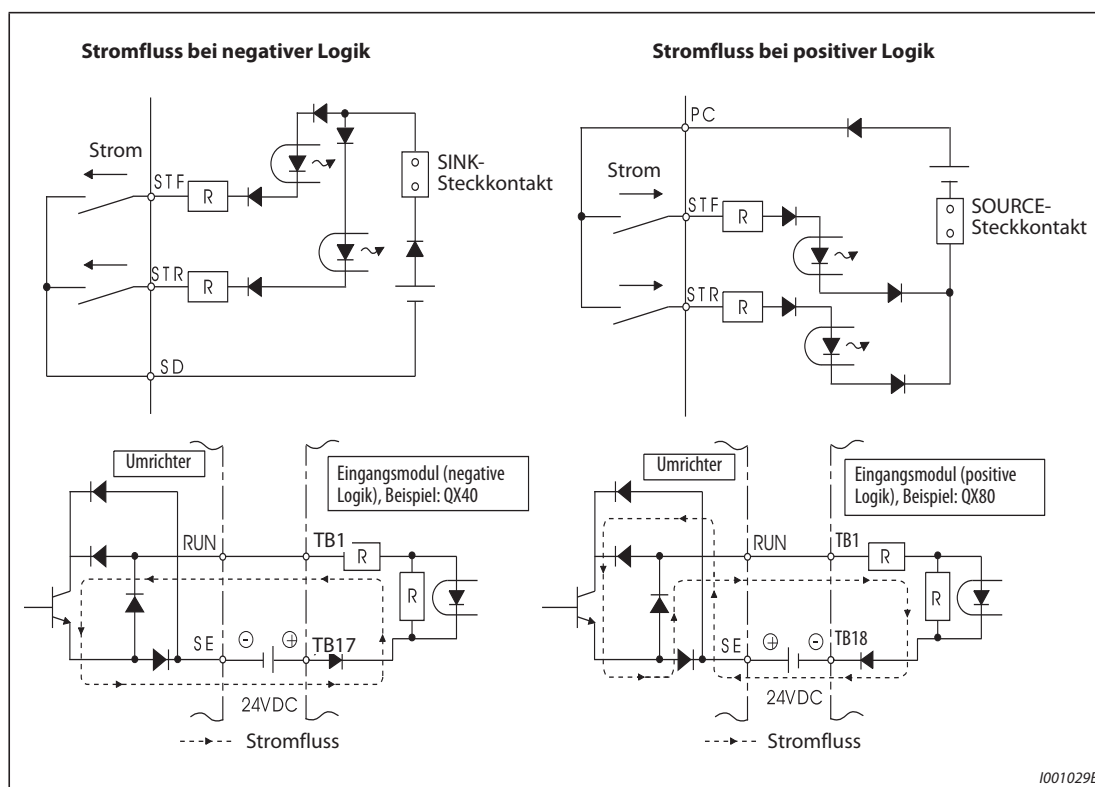 Stromfluss bei negativer Logik
Strom
STF
R
SINK-
Steckkontakt
STR
R
SD
Stromfluss bei positiver Logik
PC
Strom
STF
R
SOURCE-
Steckkontakt
STR
R
Umrichter
Eingangsmodul (negative
Logik), Beispiel: QX40
RUN
TB1
R
R
SE
TB17
24VDC
Stromfluss
Umrichter
Eingangsmodul (positive
Logik), Beispiel: QX80
RUN
TB1
R
R
SE
TB18
24VDC
Stromfluss